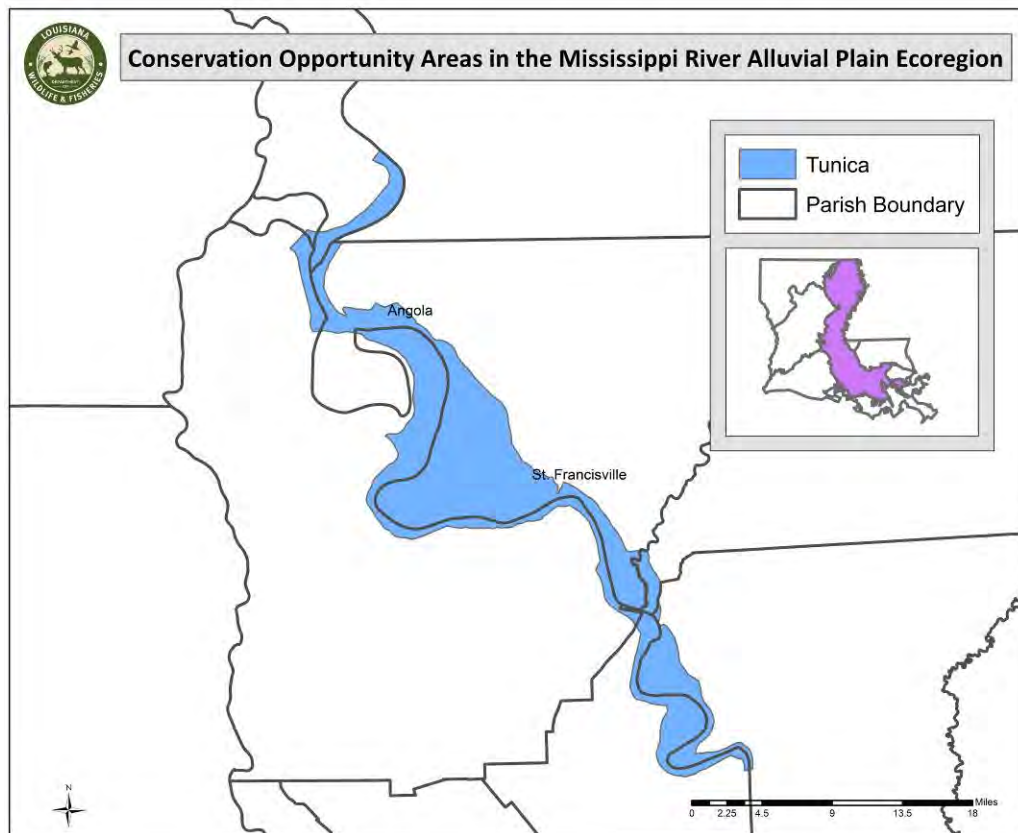 LOUISIANA
DEPARTMENT
WILDLIFE & FISHERIES
Conservation Opportunity Areas in the Mississippi River Alluvial Plain Ecoregion
Tunica
Parish Boundary
Angola
St. Francisville
N
Miles
0 2.25 4.5 9 13.5 18